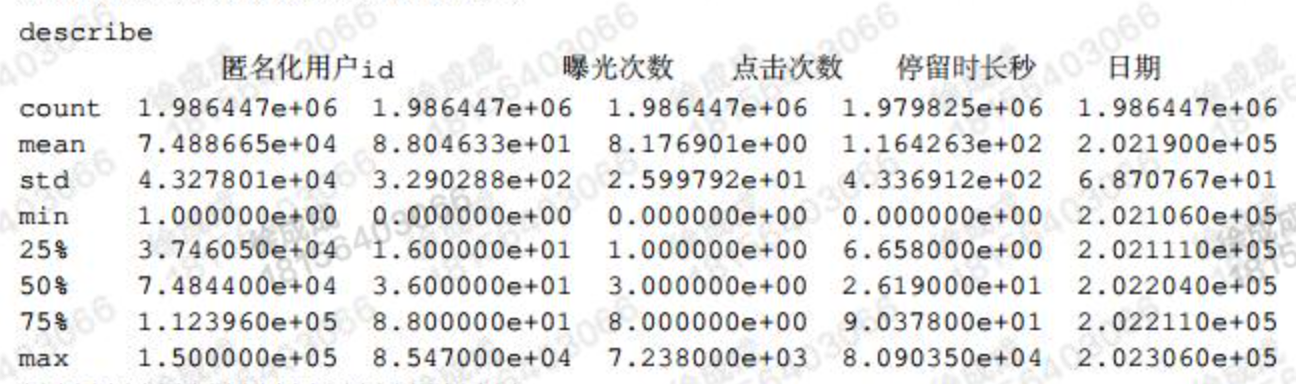 describe
匿名化用户id 曝光次数 点击次数 停留时长秒 日期
count 1.986447e+06 1.986447e+06 1.986447e+06 1.979825e+06 1.986447e+06
mean 7.488665e+04 8.804633e+01 8.176901e+00 1.164263e+02 2.021900e+05
std 4.327801e+04 3.290288e+02 2.599792e+01 4.336912e+02 6.870767e+01
min 1.000000e+00 0.000000e+00 0.000000e+00 0.000000e+00 2.021060e+05
25% 3.746050e+04 1.600000e+01 1.000000e+00 6.658000e+00 2.021110e+05
50% 7.484400e+04 3.600000e+01 3.000000e+00 2.619000e+01 2.022040e+05
75% 1.123960e+05 8.800000e+01 8.000000e+00 9.037800e+01 2.022110e+05
max 1.500000e+05 8.547000e+04 7.238000e+03 8.090350e+04 2.023060e+05